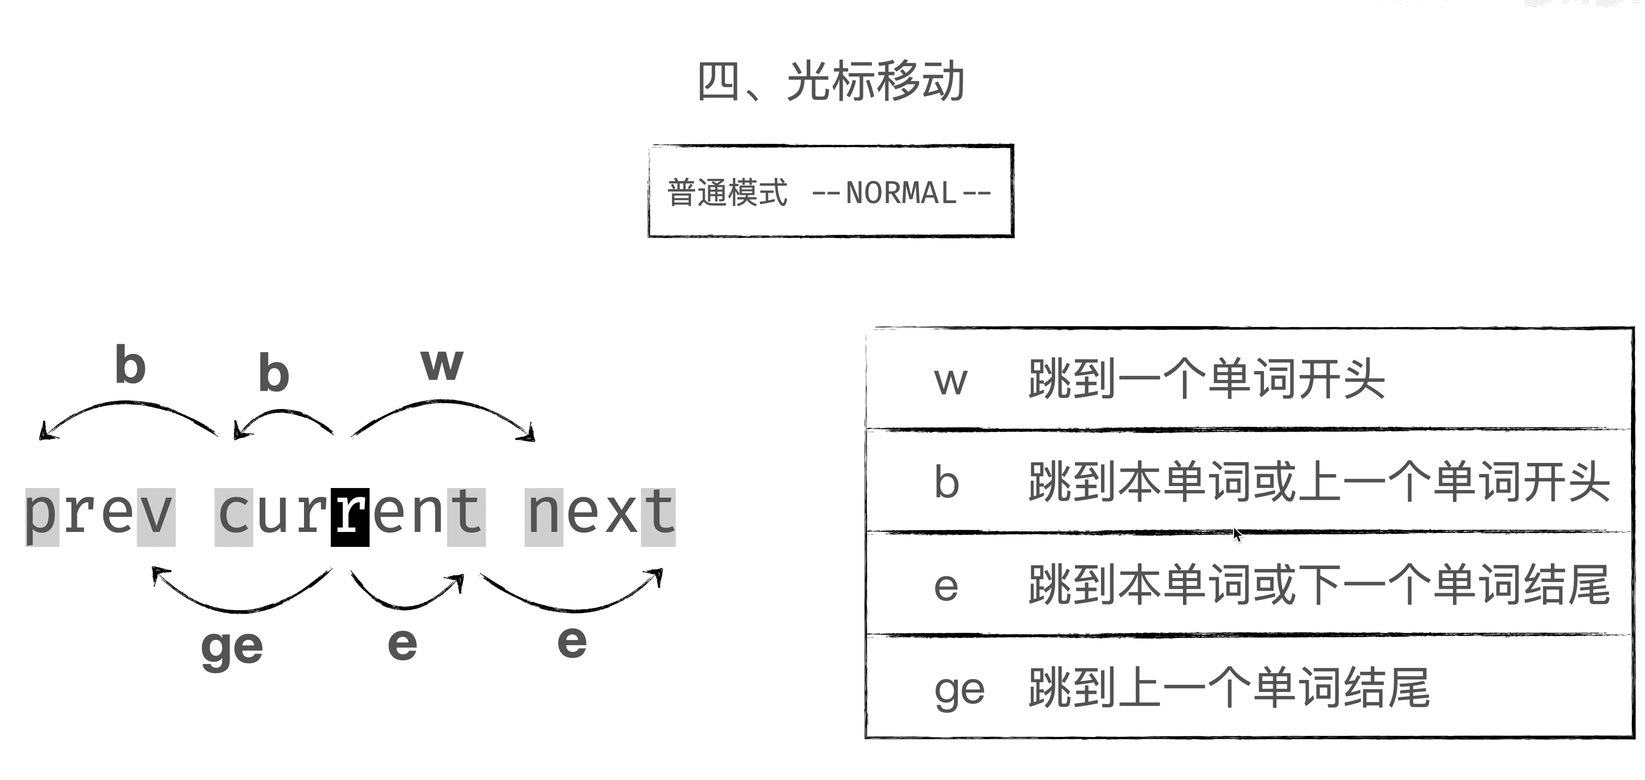 四、光标移动
普通模式 --NORMAL--
b b w
prev current next
ge e e
w 跳到一个单词开头
b 跳到本单词或上一个单词开头
e 跳到本单词或下一个单词结尾
ge 跳到上一个单词结尾